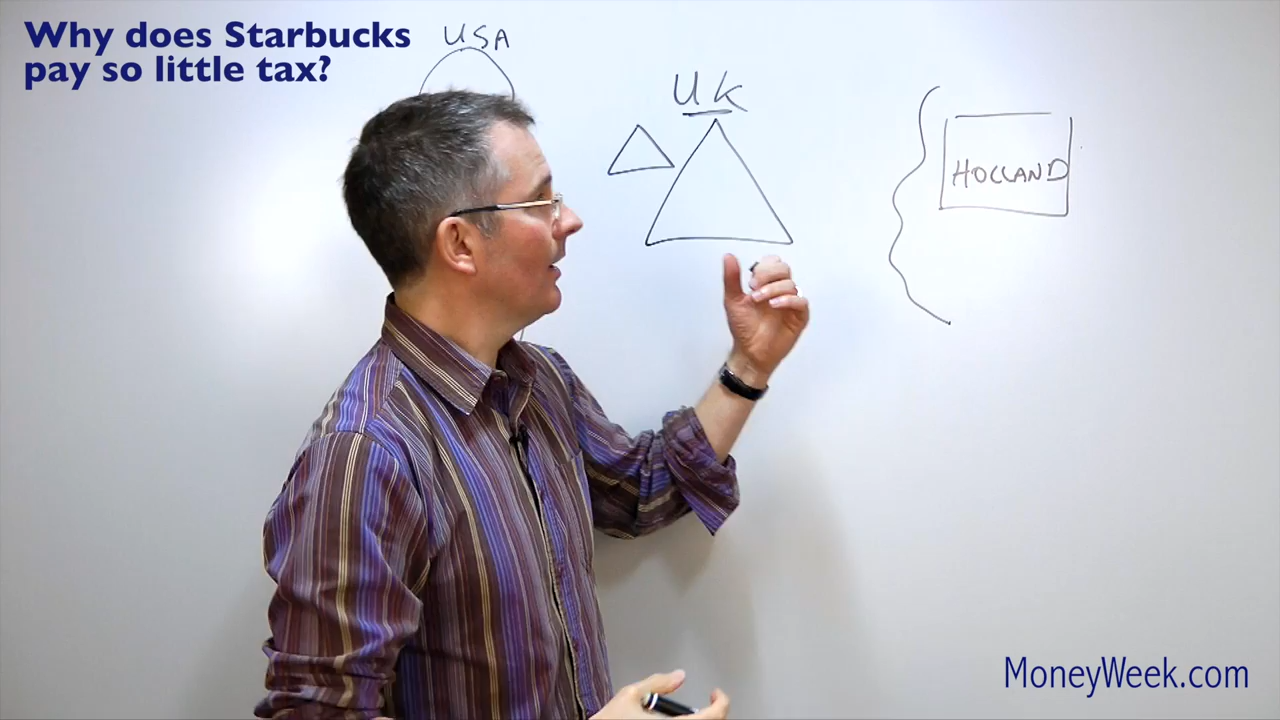 Why does Starbucks
pay so little tax?
USA
UK
HOLLAND
MoneyWeek.com